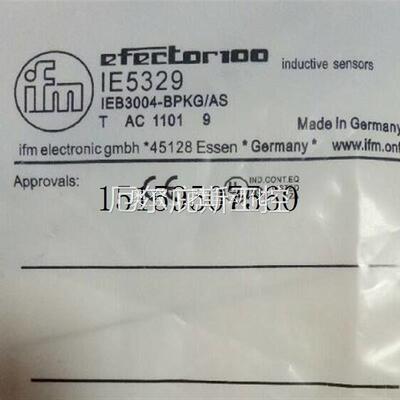 ifm
efector100
inductive sensors
IE5329
IEB3004-BPKG/AS
T AC 1101 9
Made in Germany
ifm electronic gmbh * 45128 Essen * Germany * www.ifm.
Approvals:
CE
IND.CONT.EQ